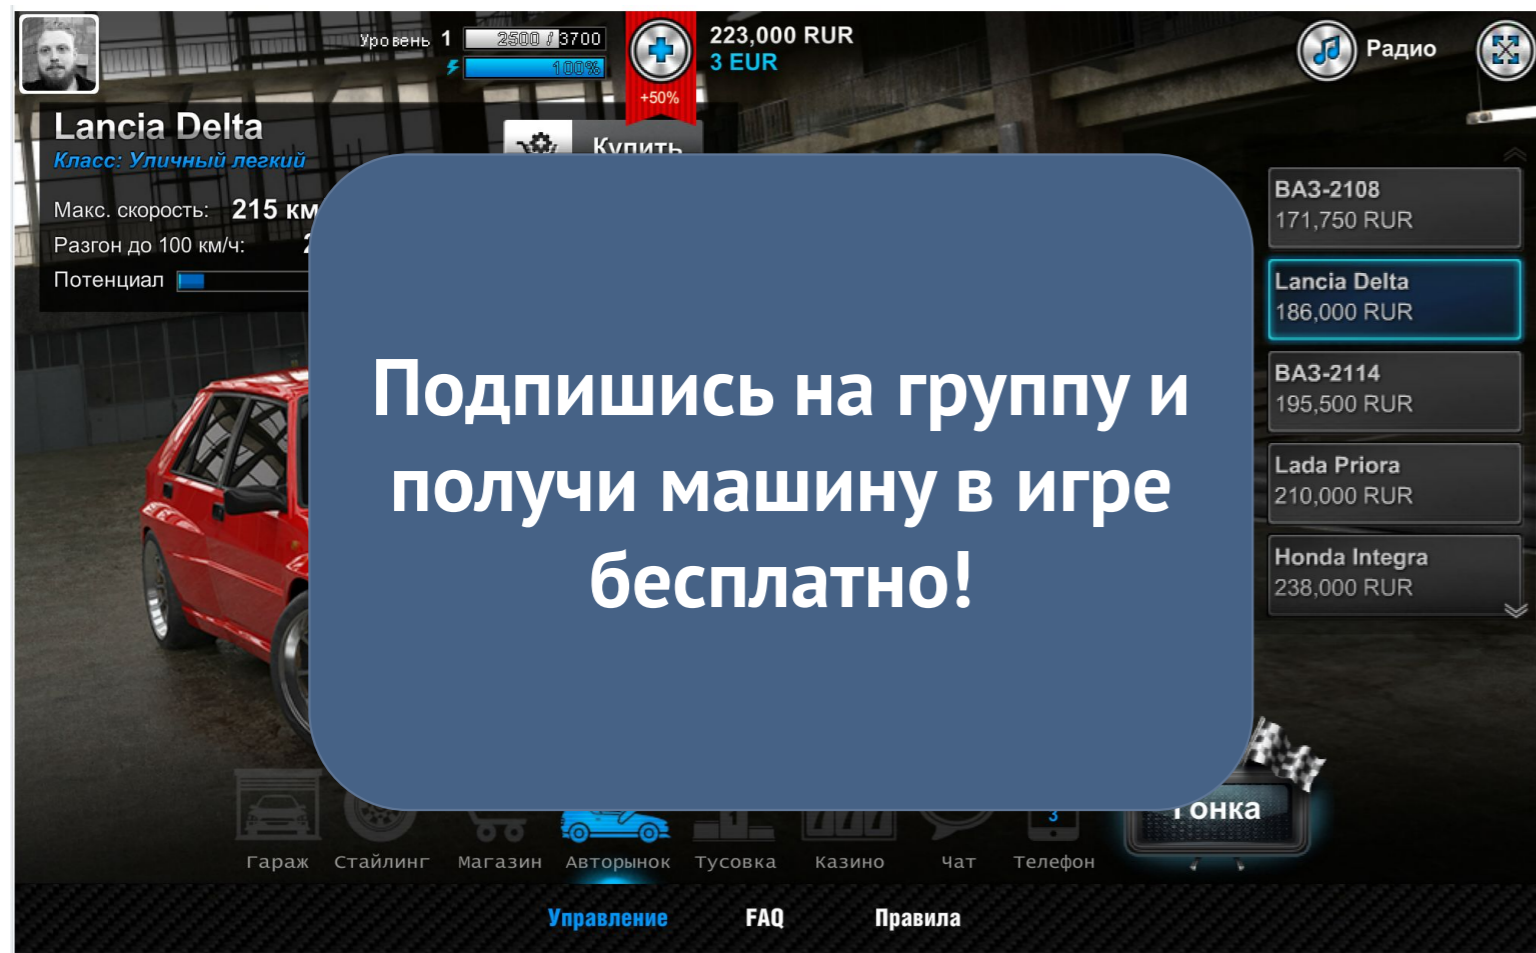 Уровень 1 2500 / 3700
100%
+50%
223,000 RUR
3 EUR
Радио
Lancia Delta
Класс: Уличный легкий
Купить
Макс. скорость: 215 км
Разгон до 100 км/ч:
Потенциал
Подпишись на группу и
получи машину в игре
бесплатно!
ВАЗ-2108
171,750 RUR
Lancia Delta
186,000 RUR
ВАЗ-2114
195,500 RUR
Lada Priora
210,000 RUR
Honda Integra
238,000 RUR
Гонка
3
Гараж Стайлинг Магазин Авторынок Тусовка Казино Чат Телефон
Управление FAQ Правила